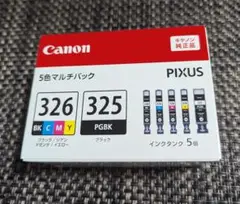 Canon
キヤノン
純正品
5色マルチパック
PIXUS
326
325
BK C M Y
PGBK
ブラック/シアン
マゼンタ/イエロー
ブラック
インクタンク 5個